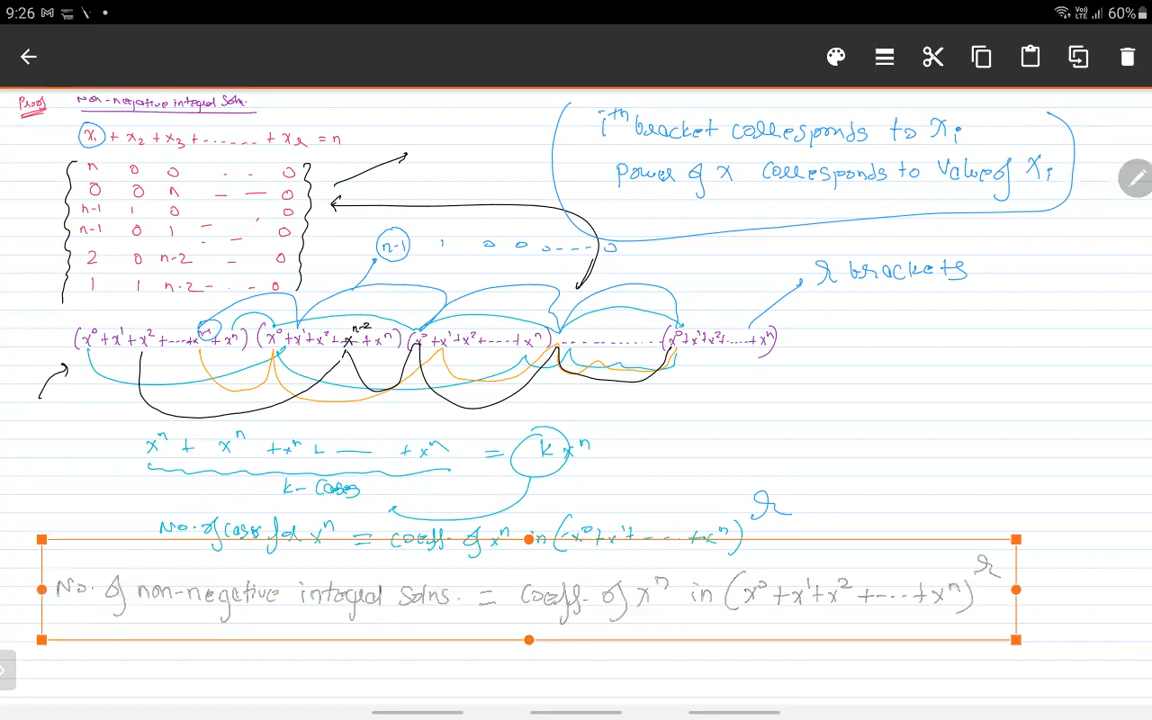 9:26 60%
Proof Non-negative integral Soln.
x₁ + x₂ + x₃ + ...... + xᵣ = n
iᵗʰ bracket corresponds to Xᵢ
Power of x corresponds to Value of Xᵢ
n 0 0 . . 0
0 0 n - — 0
n-1 1 0 . 0
n-1 0 1 - - 0
2 0 n-2 - 0
1 1 n-2 - . . 0
n-1 1 0 0 0 ---- 0
r brackets
(x⁰+x¹+x²+---+xⁿ⁻¹+xⁿ) (x⁰+x¹+x²+...xⁿ⁻²..+xⁿ) (x⁰+x¹+x²+----+xⁿ) ------------ (x⁰+x¹+x²+....+xⁿ)
xⁿ + xⁿ + xⁿ + — + xⁿ = k xⁿ
k- Cases
No. of cases for xⁿ = coeff. of xⁿ in (x⁰+x¹+---+xⁿ)ʳ
No. of non-negative integral Solns. = Coeff. of xⁿ in (x⁰+x¹+x²+--..+xⁿ)ʳ